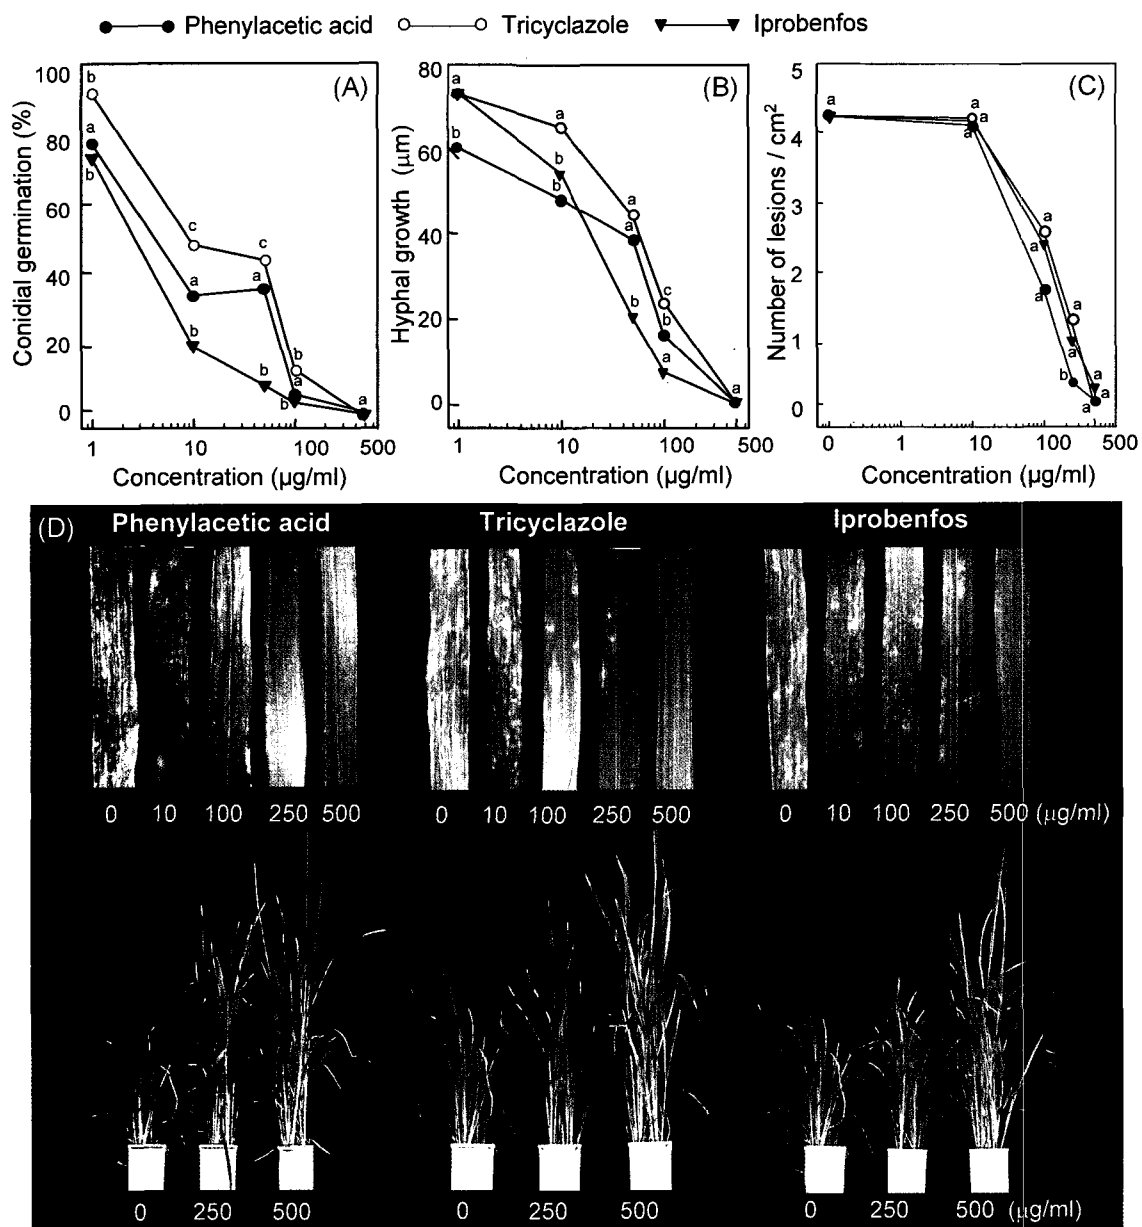 Phenylacetic acid Tricyclazole Iprobenfos
(A)
Conidial germination (%)
100
80
60
40
20
0
b
a
b
c
c
a
a
b
b
b
a
b
a
1 10 100 500
Concentration (μg/ml)
(B)
Hyphal growth (μm)
80
60
40
20
0
a
b
a
b
b
a
a
b
c
b
a
a
1 10 100 500
Concentration (μg/ml)
(C)
Number of lesions / cm2
5
4
3
2
1
0
a
a
a
a
a
a
a
a
a
b
a
a
a
0 1 10 100 500
Concentration (μg/ml)
(D)
Phenylacetic acid Tricyclazole Iprobenfos
0 10 100 250 500 0 10 100 250 500 0 10 100 250 500 (μg/ml)
0 250 500 0 250 500 0 250 500 (μg/ml)